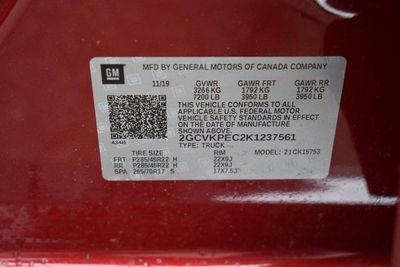 GM
MFD BY GENERAL MOTORS OF CANADA COMPANY
11/19 GVWR GAWR FRT GAWR RR
3266 KG 1792 KG 1792 KG
7200 LB 3950 LB 3950 LB
THIS VEHICLE CONFORMS TO ALL
APPLICABLE U.S. FEDERAL MOTOR
VEHICLE SAFETY STANDARDS IN EFFECT
ON THE DATE OF MANUFACTURE SHOWN ABOVE.
2GCVKPEC2K1237561
TYPE: TRUCK
TIRE SIZE RIM MODEL: 21CK15753
FRT P285/45R22 H 22X9J
RR P285/45R22 H 22X9J
SPA 265/70R17 S 17X7.5J